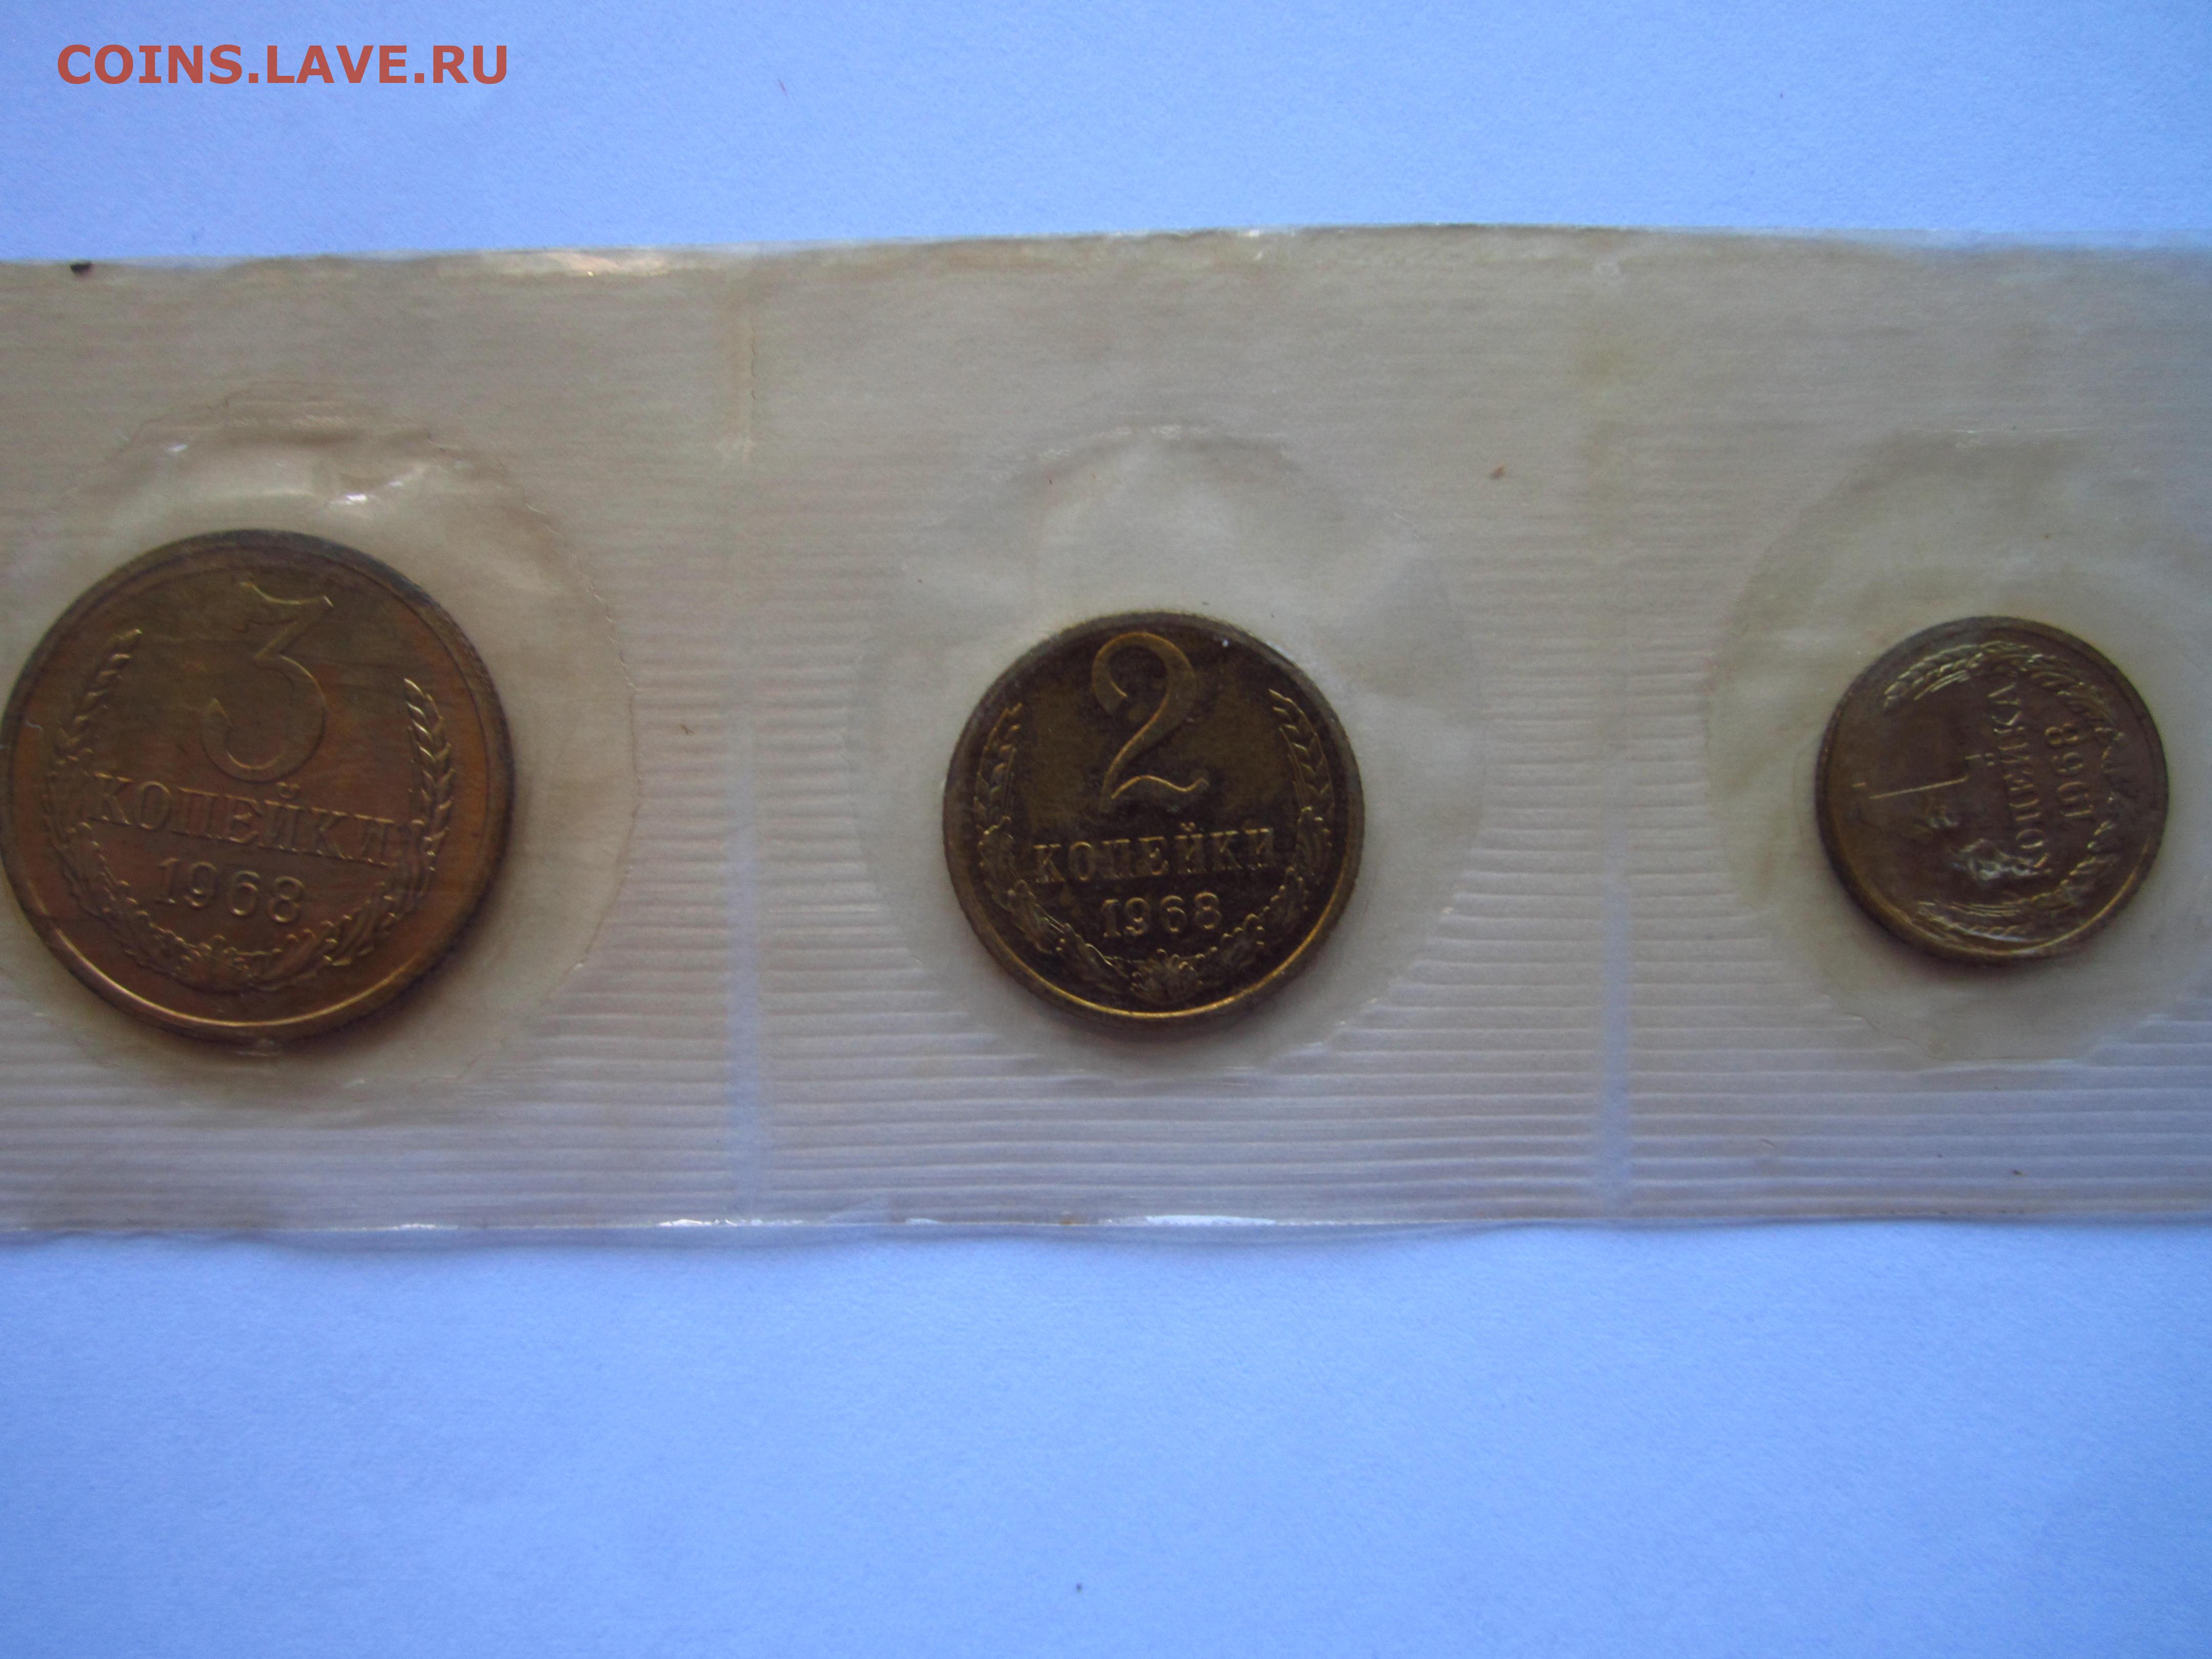 COINS.LAVE.RU
3
КОПЕЙКИ
1968
2
КОПЕЙКИ
1968
1
КОПЕЙКА
1968